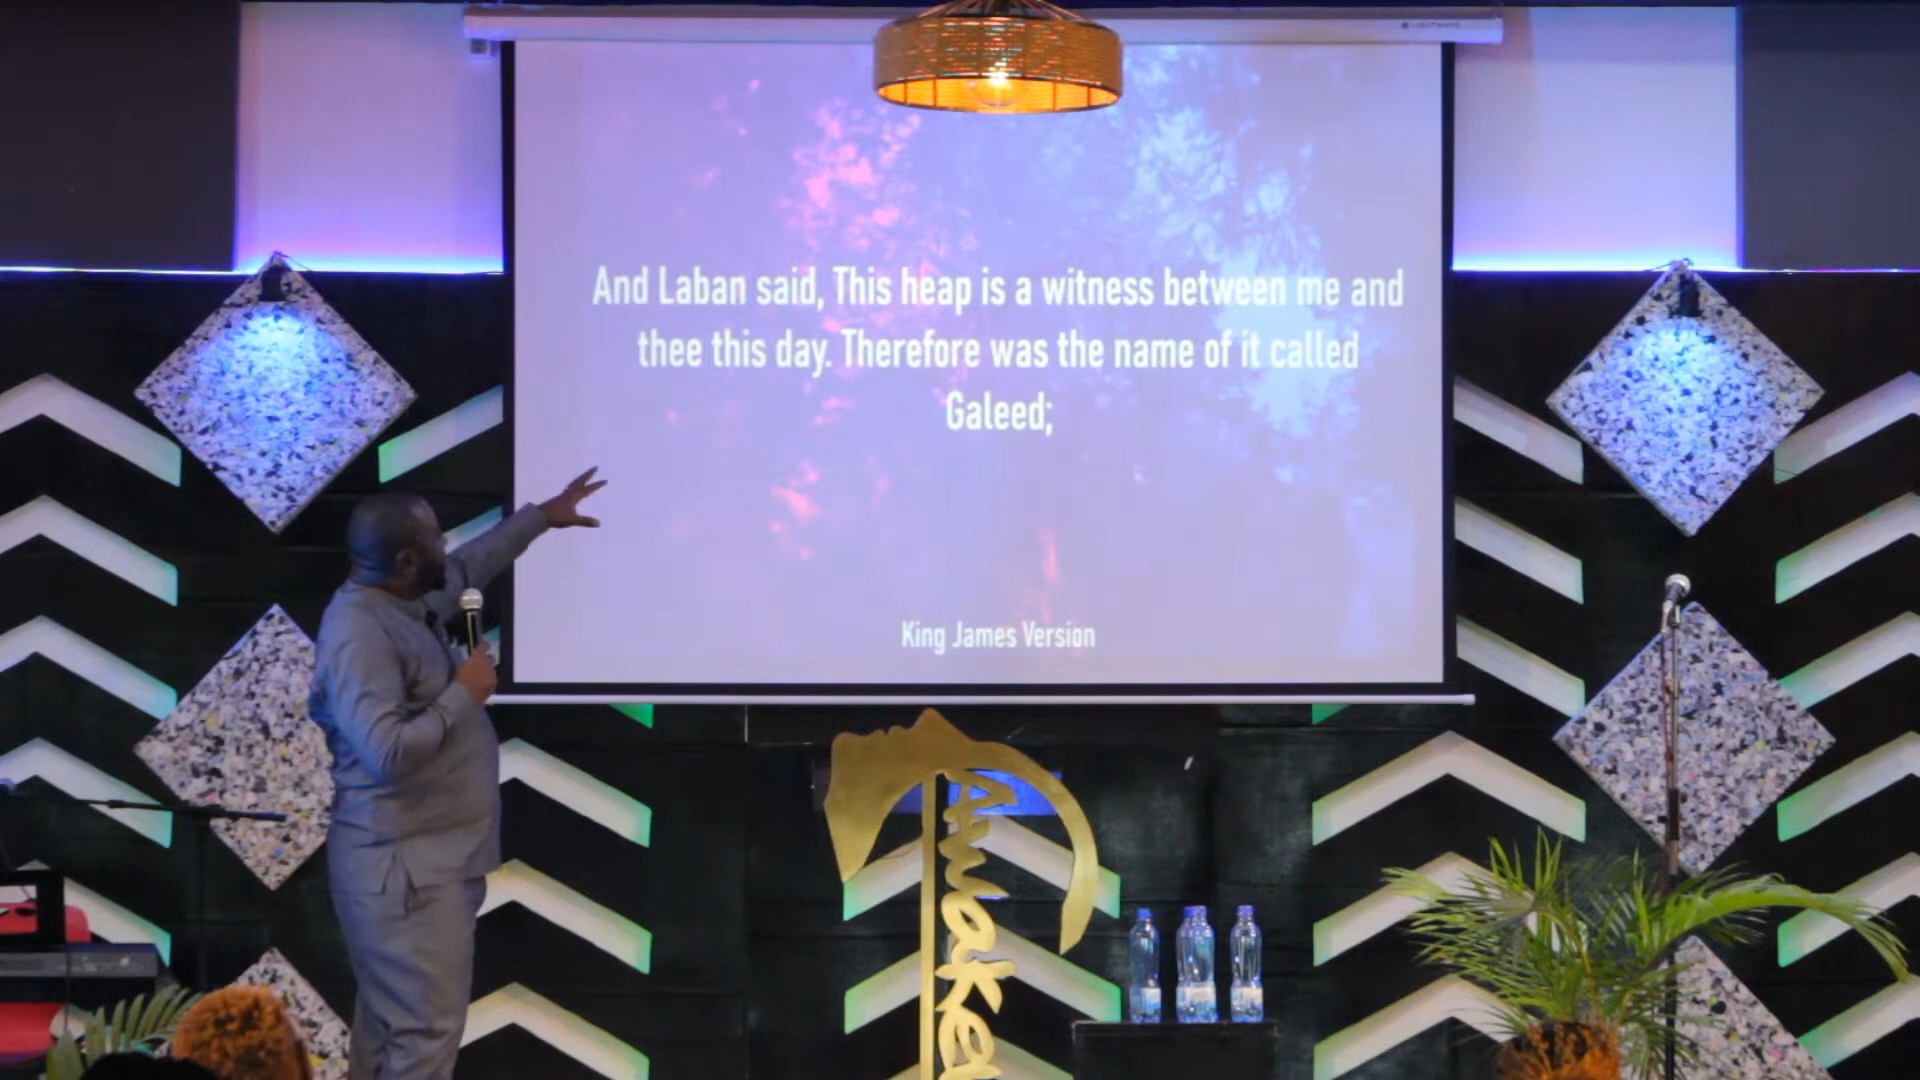 And Laban said, This heap is a witness between me and
thee this day. Therefore was the name of it called
Galeed;
King James Version